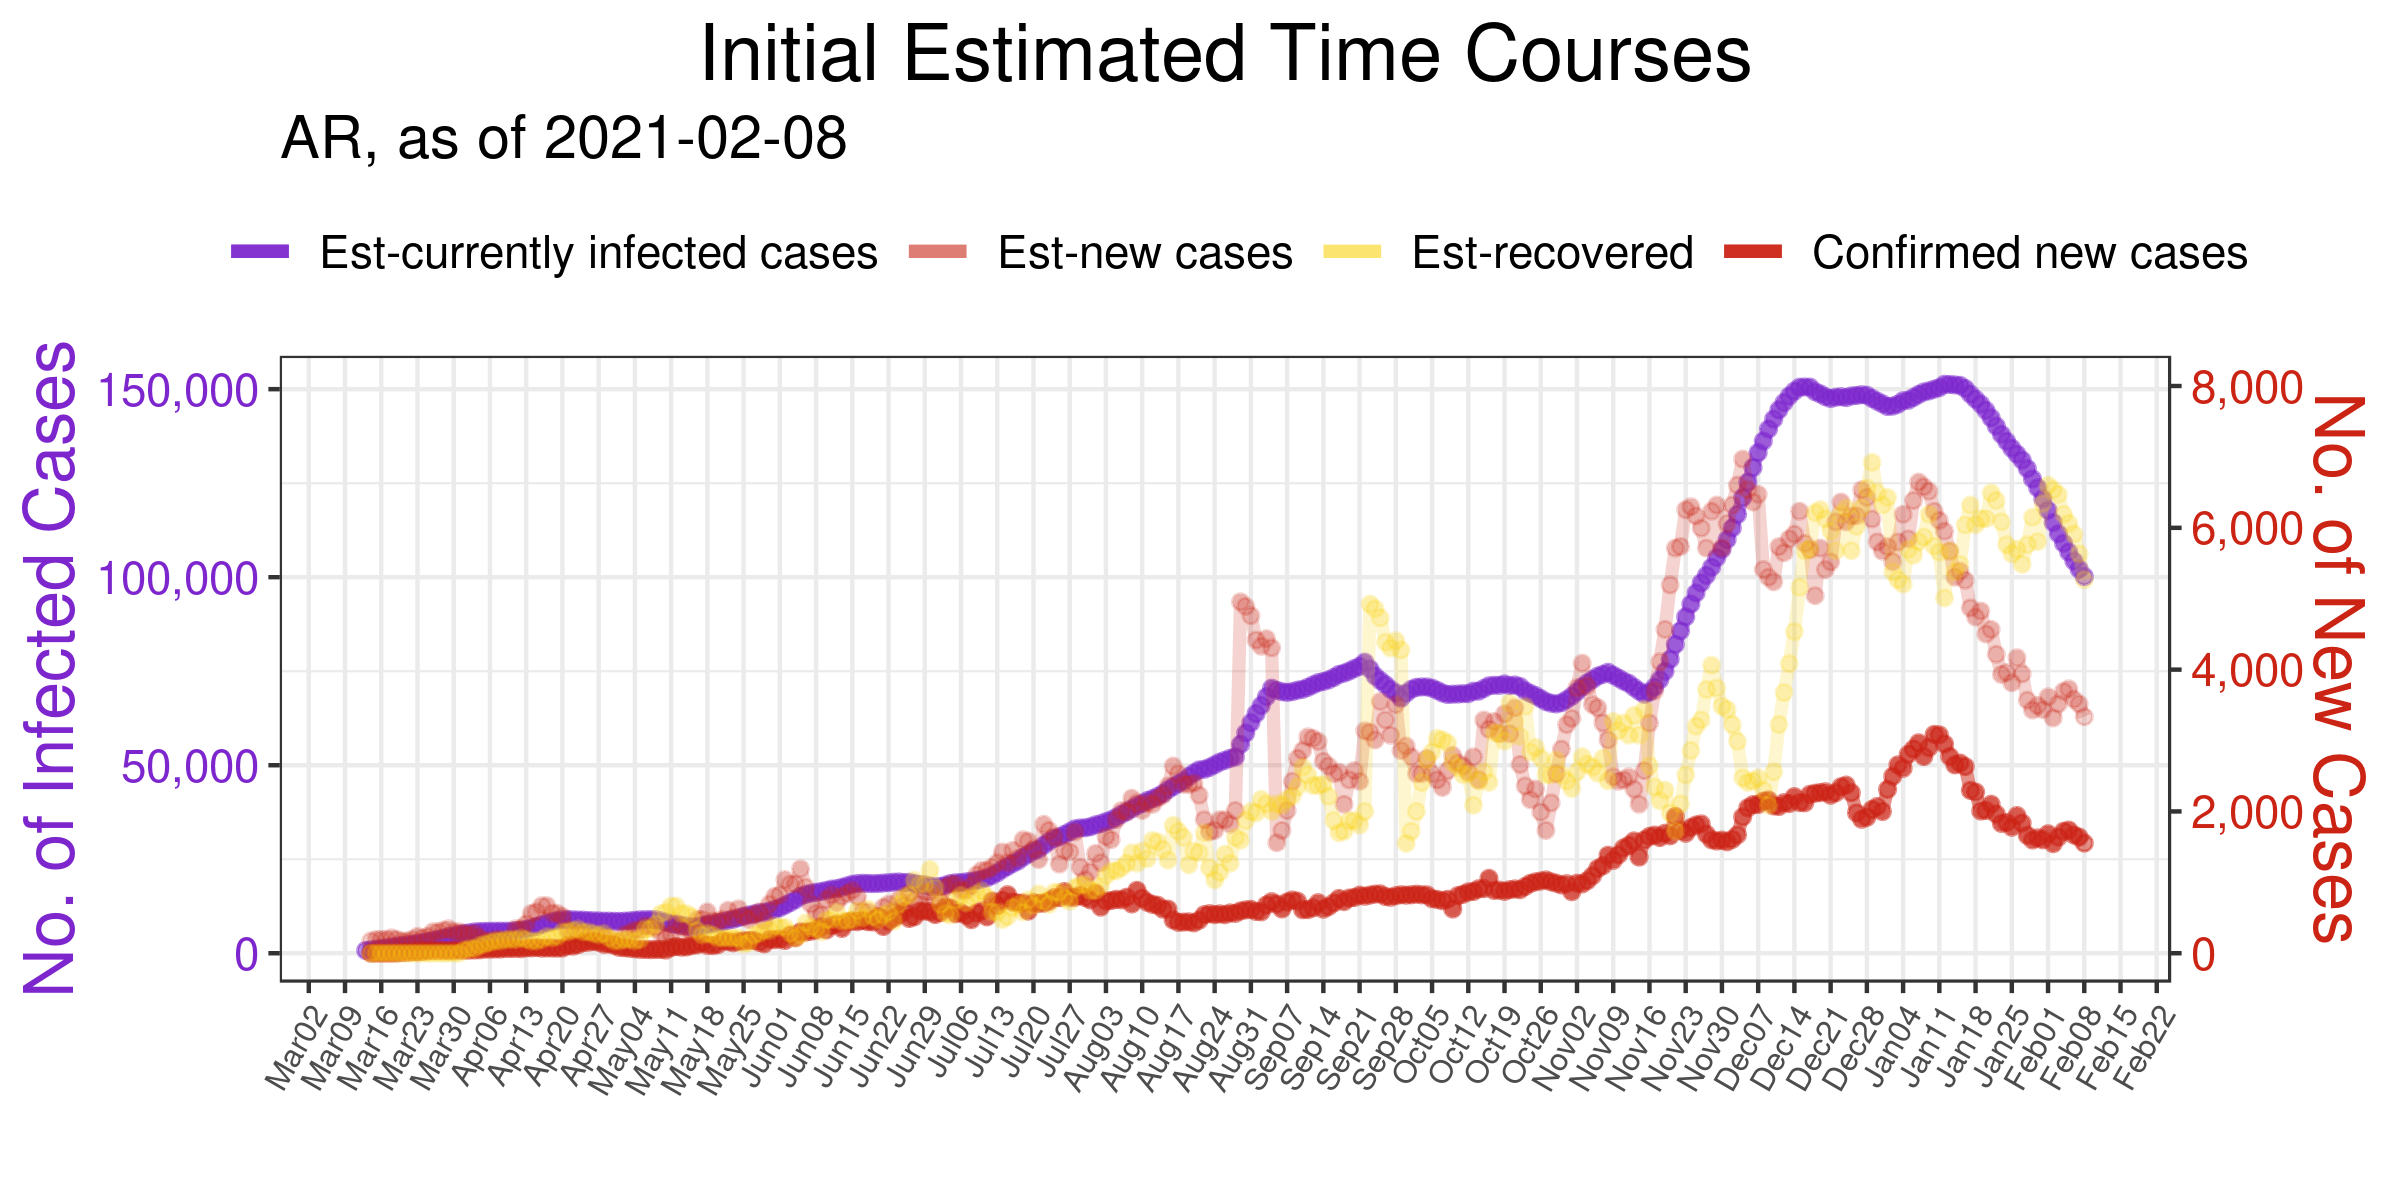 Initial Estimated Time Courses
AR, as of 2021-02-08
Est-currently infected cases Est-new cases Est-recovered Confirmed new cases
No. of Infected Cases
150,000
100,000
50,000
0
8,000
6,000
4,000
2,000
0
No. of New Cases
Mar02 Mar09 Mar16 Mar23 Mar30 Apr06 Apr13 Apr20 Apr27 May04 May11 May18 May25 Jun01 Jun08 Jun15 Jun22 Jun29 Jul06 Jul13 Jul20 Jul27 Aug03 Aug10 Aug17 Aug24 Aug31 Sep07 Sep14 Sep21 Sep28 Oct05 Oct12 Oct19 Oct26 Nov02 Nov09 Nov16 Nov23 Nov30 Dec07 Dec14 Dec21 Dec28 Jan04 Jan11 Jan18 Jan25 Feb01 Feb08 Feb15 Feb22